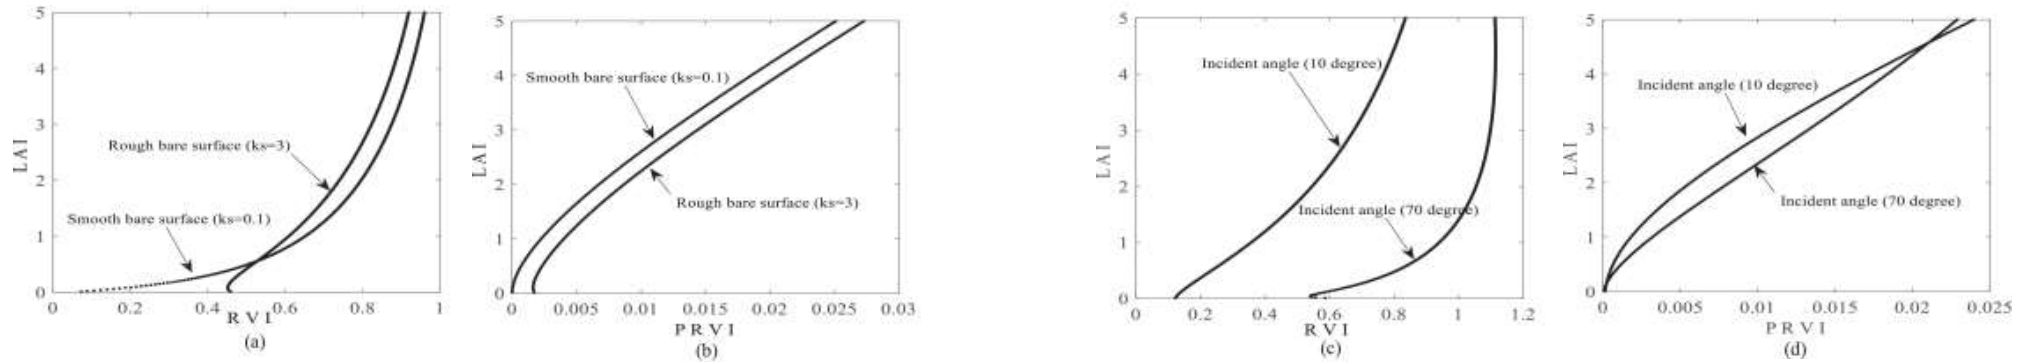 5
4
3
2
1
0
LAI
Rough bare surface (ks=3)
Smooth bare surface (ks=0.1)
0 0.2 0.4 0.6 0.8 1
RVI
(a)
5
4
3
2
1
0
LAI
Smooth bare surface (ks=0.1)
Rough bare surface (ks=3)
0 0.005 0.01 0.015 0.02 0.025 0.03
PRVI
(b)
5
4
3
2
1
0
LAI
Incident angle (10 degree)
Incident angle (70 degree)
0 0.2 0.4 0.6 0.8 1 1.2
RVI
(c)
5
4
3
2
1
0
LAI
Incident angle (10 degree)
Incident angle (70 degree)
0 0.005 0.01 0.015 0.02 0.025
PRVI
(d)